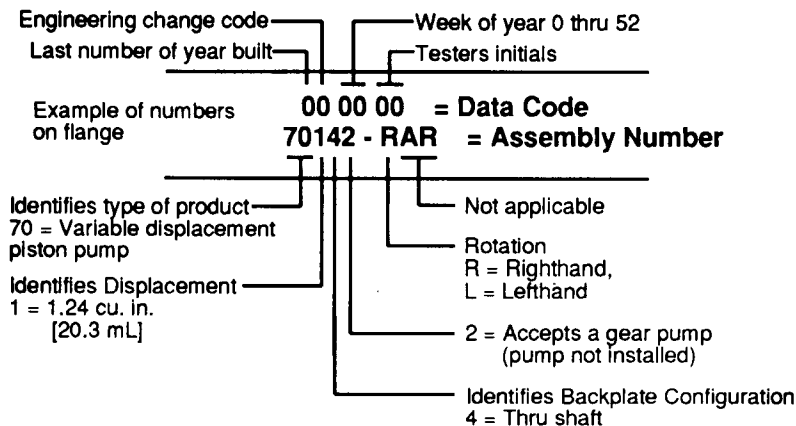 Engineering change code
Week of year 0 thru 52
Last number of year built
Testers initials
Example of numbers
on flange
00 00 00 = Data Code
70142 - RAR = Assembly Number
Identifies type of product
70 = Variable displacement
piston pump
Identifies Displacement
1 = 1.24 cu. in.
[20.3 mL]
Not applicable
Rotation
R = Righthand,
L = Lefthand
2 = Accepts a gear pump
(pump not installed)
Identifies Backplate Configuration
4 = Thru shaft